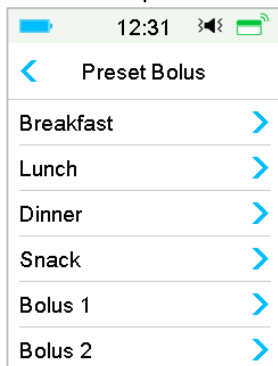 12:31
Preset Bolus
Breakfast
Lunch
Dinner
Snack
Bolus 1
Bolus 2